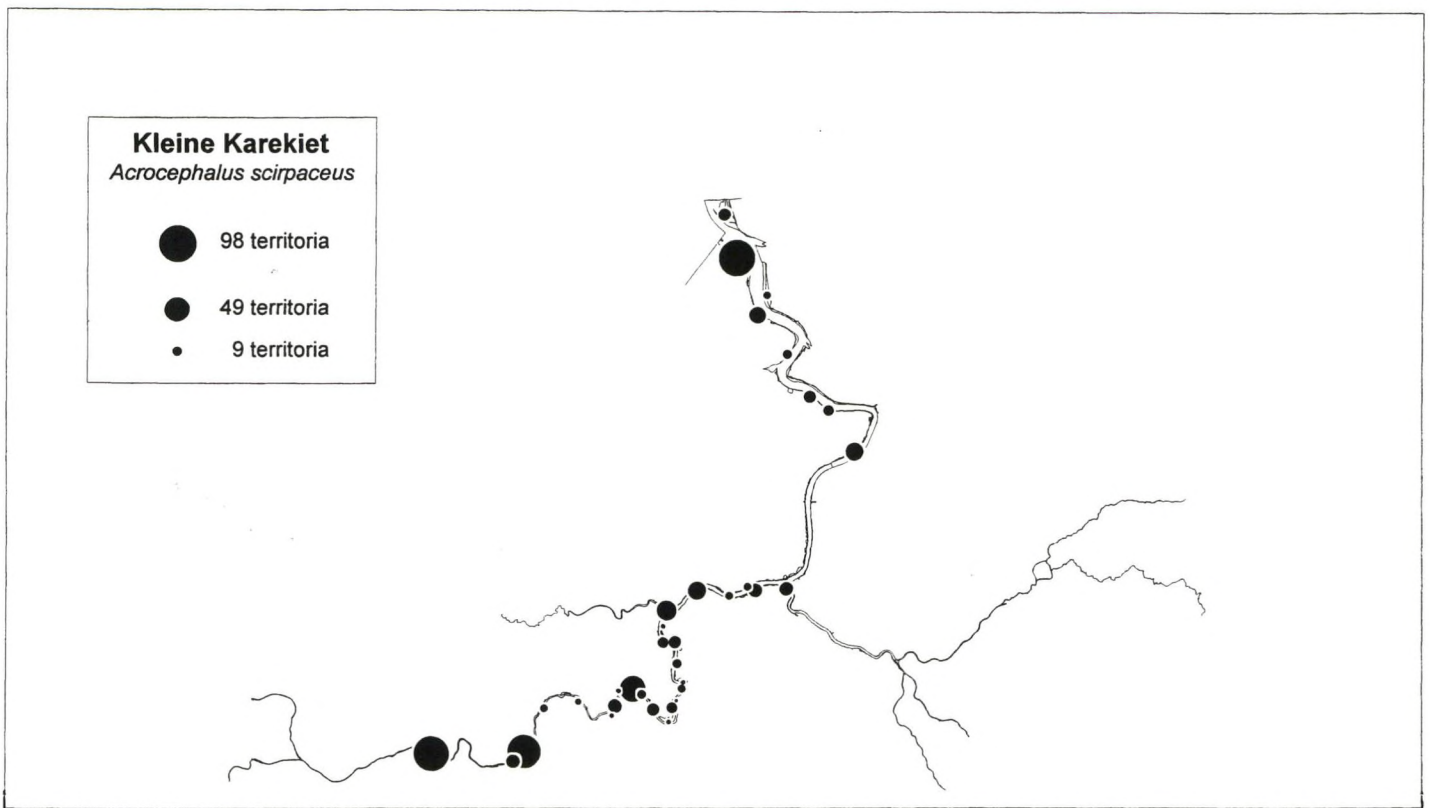 Kleine Karekiet
Acrocephalus scirpaceus
98 territoria
49 territoria
9 territoria